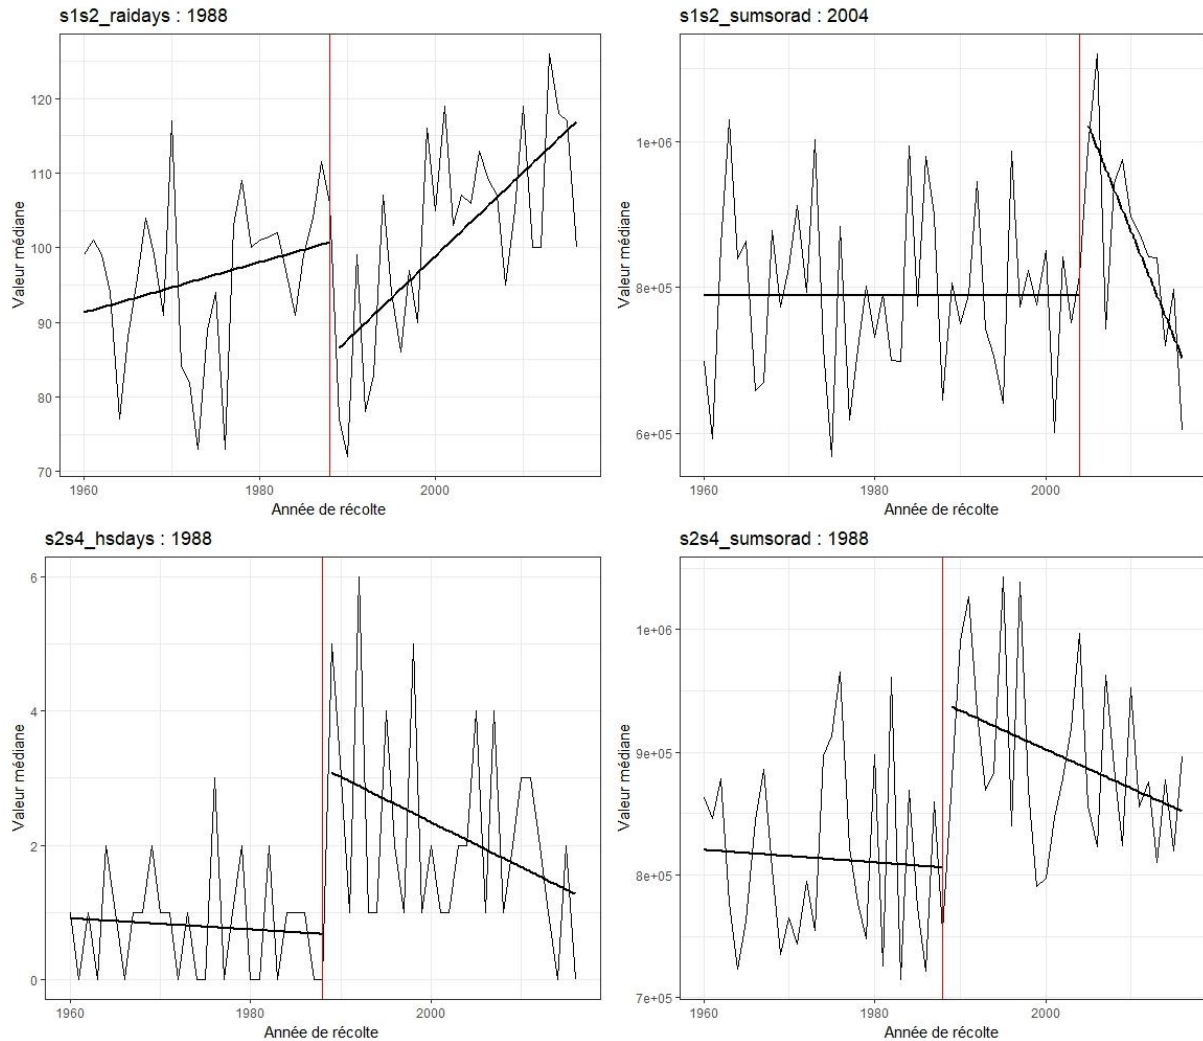 s1s2_raidays : 1988
Valeur médiane
120
110
100
90
80
70
1960
1980
2000
Année de récolte
s1s2_sumsorad : 2004
Valeur médiane
1e+06
8e+05
6e+05
1960
1980
2000
Année de récolte
s2s4_hsdays : 1988
Valeur médiane
6
4
2
0
1960
1980
2000
Année de récolte
s2s4_sumsorad : 1988
Valeur médiane
1e+06
9e+05
8e+05
7e+05
1960
1980
2000
Année de récolte